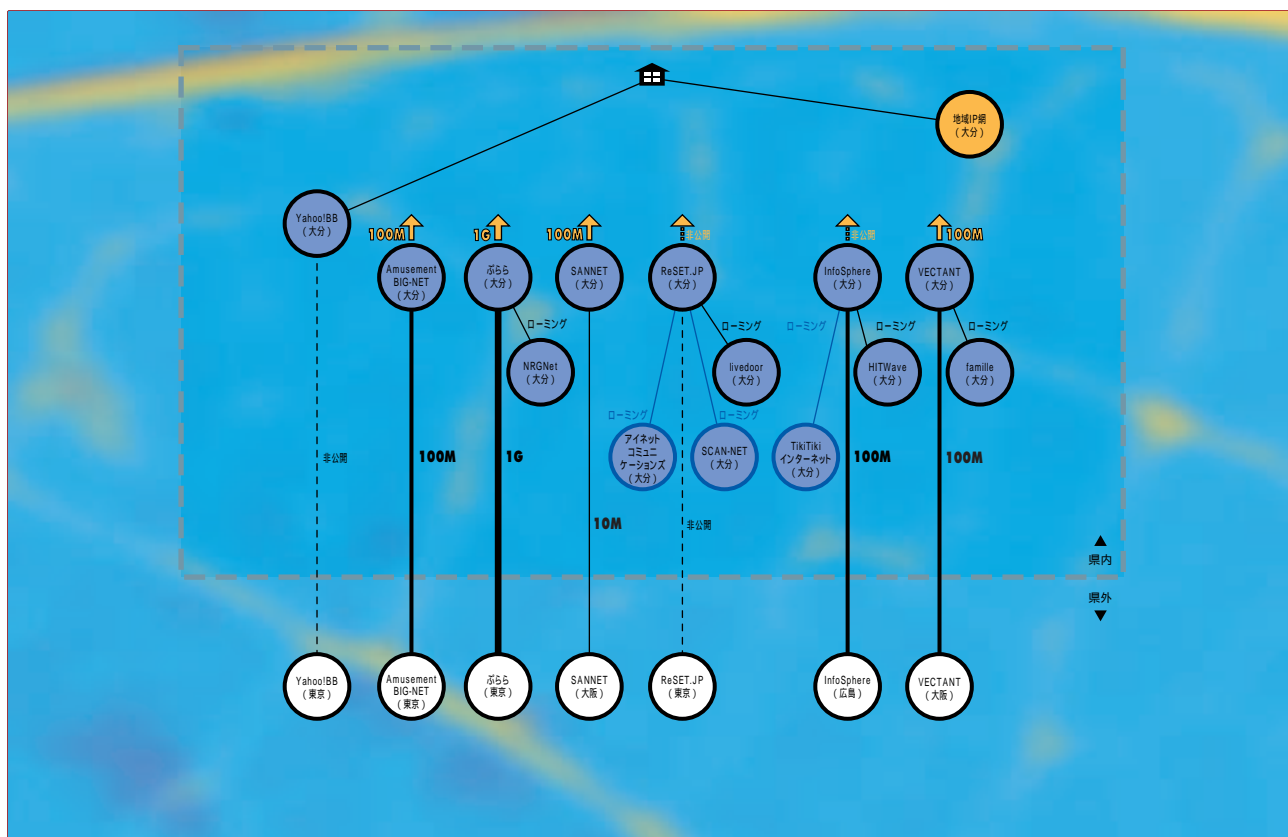 地域IP網
(大分)
Yahoo!BB
(大分)
100M
1G
100M
非公開
非公開
100M
Amusement
BIG-NET
(大分)
ぷらら
(大分)
SANNET
(大分)
ReSET.JP
(大分)
InfoSphere
(大分)
VECTANT
(大分)
ローミング
ローミング
ローミング
ローミング
ローミング
NRGNet
(大分)
livedoor
(大分)
HITWave
(大分)
famille
(大分)
ローミング
ローミング
アイネット
コミュニ
ケーションズ
(大分)
SCAN-NET
(大分)
TikiTiki
インターネット
(大分)
非公開
100M
1G
100M
100M
10M
非公開
▲
県内
県外
▼
Yahoo!BB
(東京)
Amusement
BIG-NET
(東京)
ぷらら
(東京)
SANNET
(大阪)
ReSET.JP
(東京)
InfoSphere
(広島)
VECTANT
(大阪)